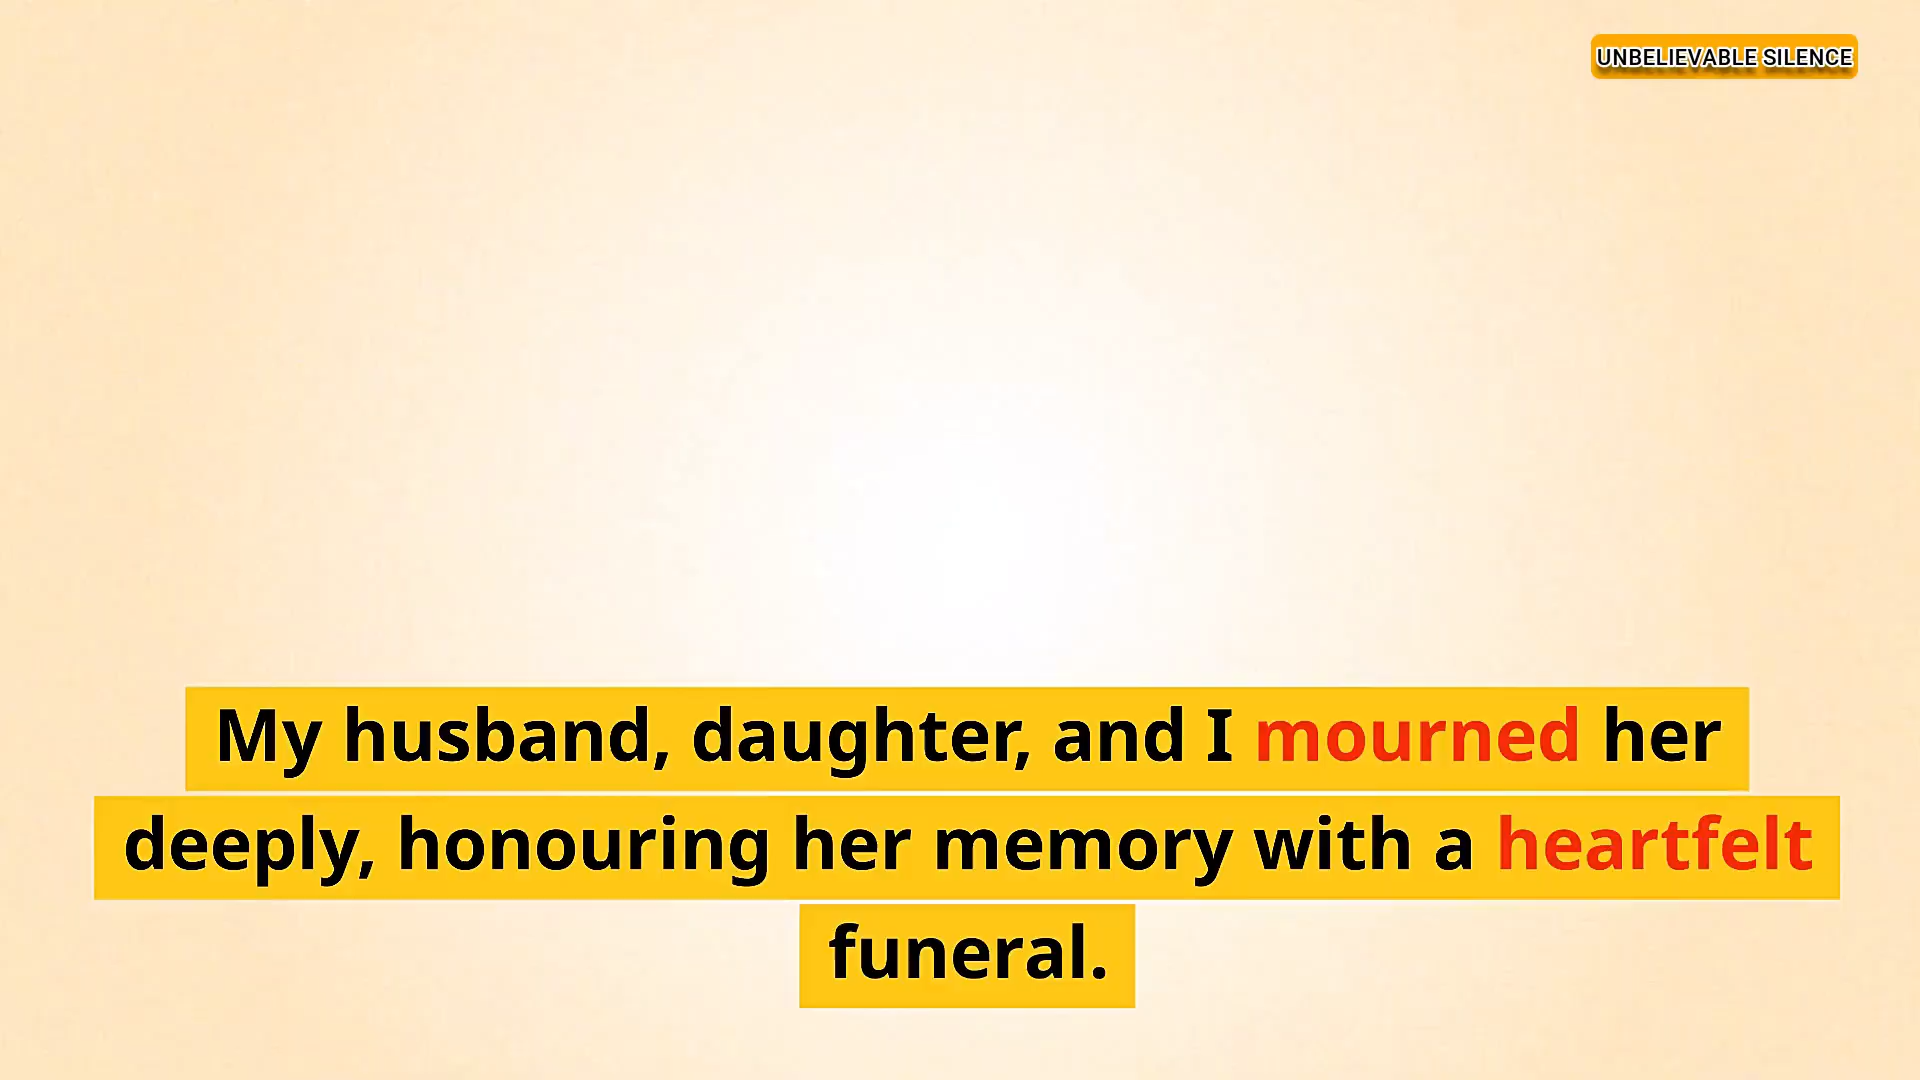 UNBELIEVABLE SILENCE
My husband, daughter, and I mourned her
deeply, honouring her memory with a heartfelt
funeral.